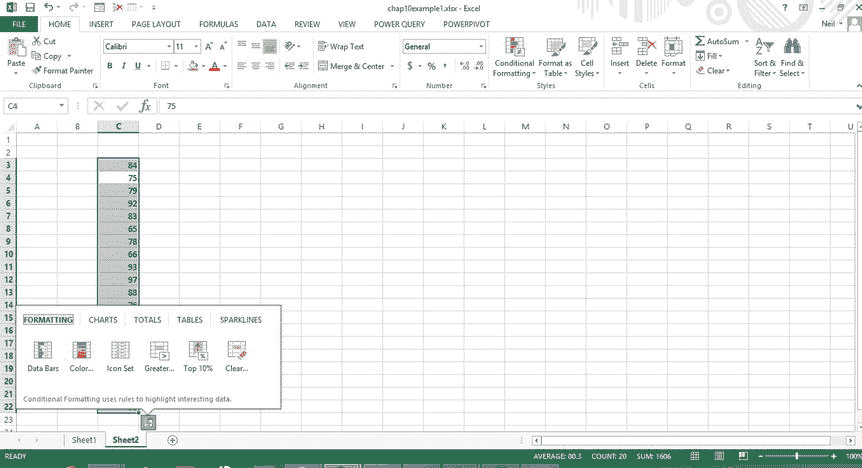 chap10example1.xlsx - Excel
FILE HOME INSERT PAGE LAYOUT FORMULAS DATA REVIEW VIEW POWER QUERY POWERPIVOT Neil
Cut
Copy
Format Painter
Paste
Clipboard
Calibri 11
B I U
Font
Wrap Text
Merge & Center
Alignment
General
$ % ,
Number
Conditional Formatting
Format as Table
Cell Styles
Styles
Insert Delete Format
Cells
AutoSum
Fill
Clear
Sort & Filter
Find & Select
Editing
C4 fx 75
A B C D E F G H I J K L M N O P Q R S T U
1
2
3 84
4 75
5 79
6 92
7 83
8 65
9 78
10 66
11 93
12 97
13 88
14
15
16
17
18
19
20
21
22
23
FORMATTING CHARTS TOTALS TABLES SPARKLINES
Data Bars Color... Icon Set Greater... Top 10% Clear...
Conditional Formatting uses rules to highlight interesting data.
Sheet1 Sheet2
READY AVERAGE: 80.3 COUNT: 20 SUM: 1606 100%